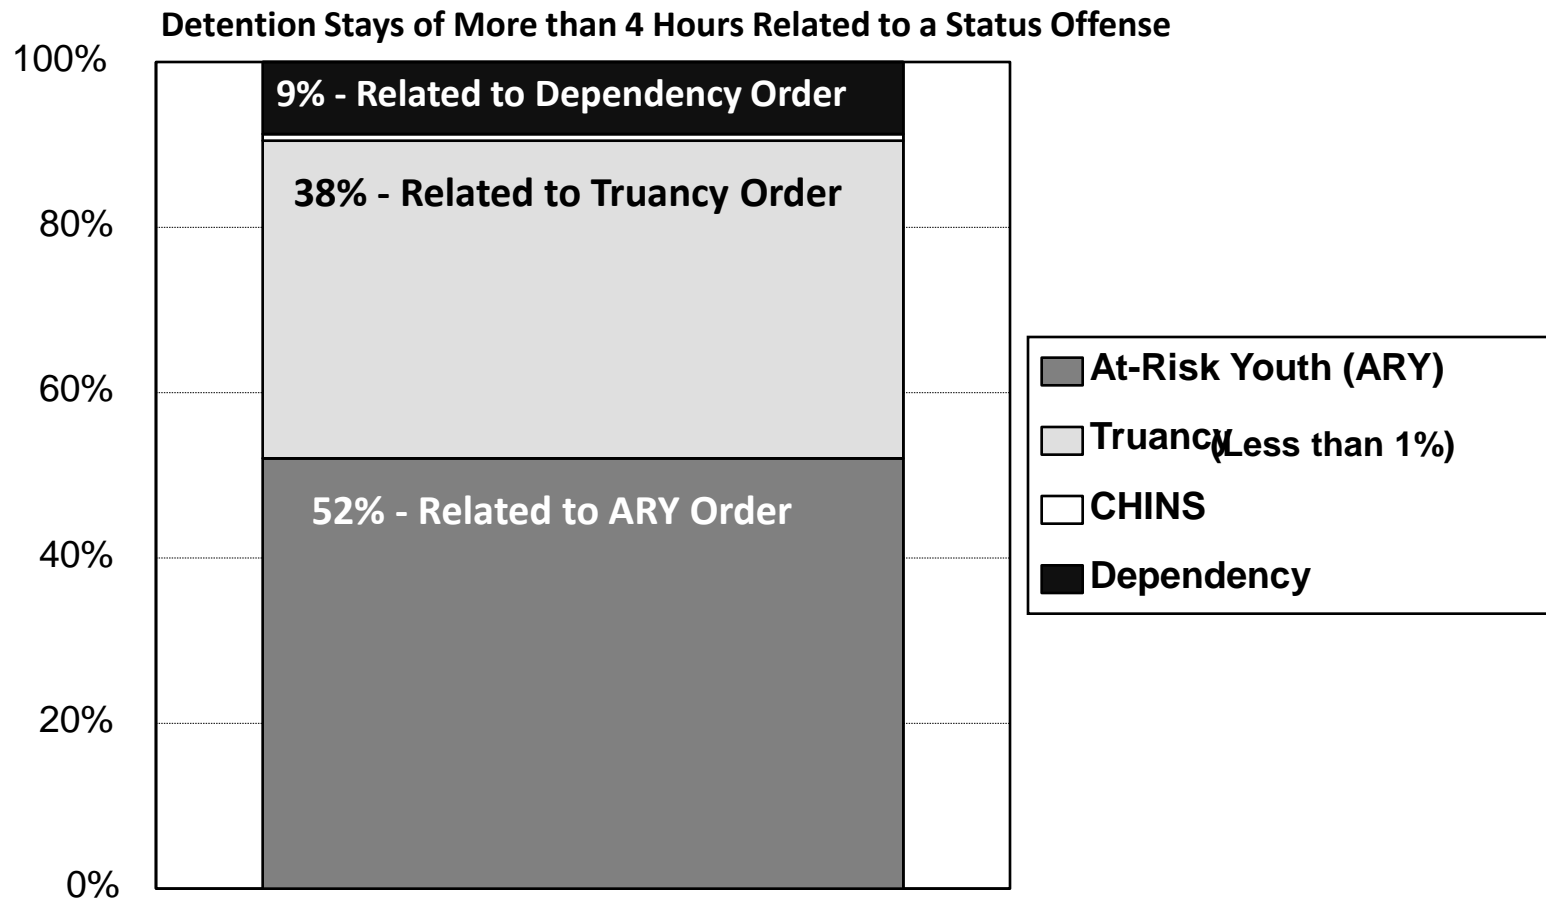 Detention Stays of More than 4 Hours Related to a Status Offense
100%
80%
60%
40%
20%
0%
9% - Related to Dependency Order
38% - Related to Truancy Order
52% - Related to ARY Order
At-Risk Youth (ARY)
Truancy (Less than 1%)
CHINS
Dependency